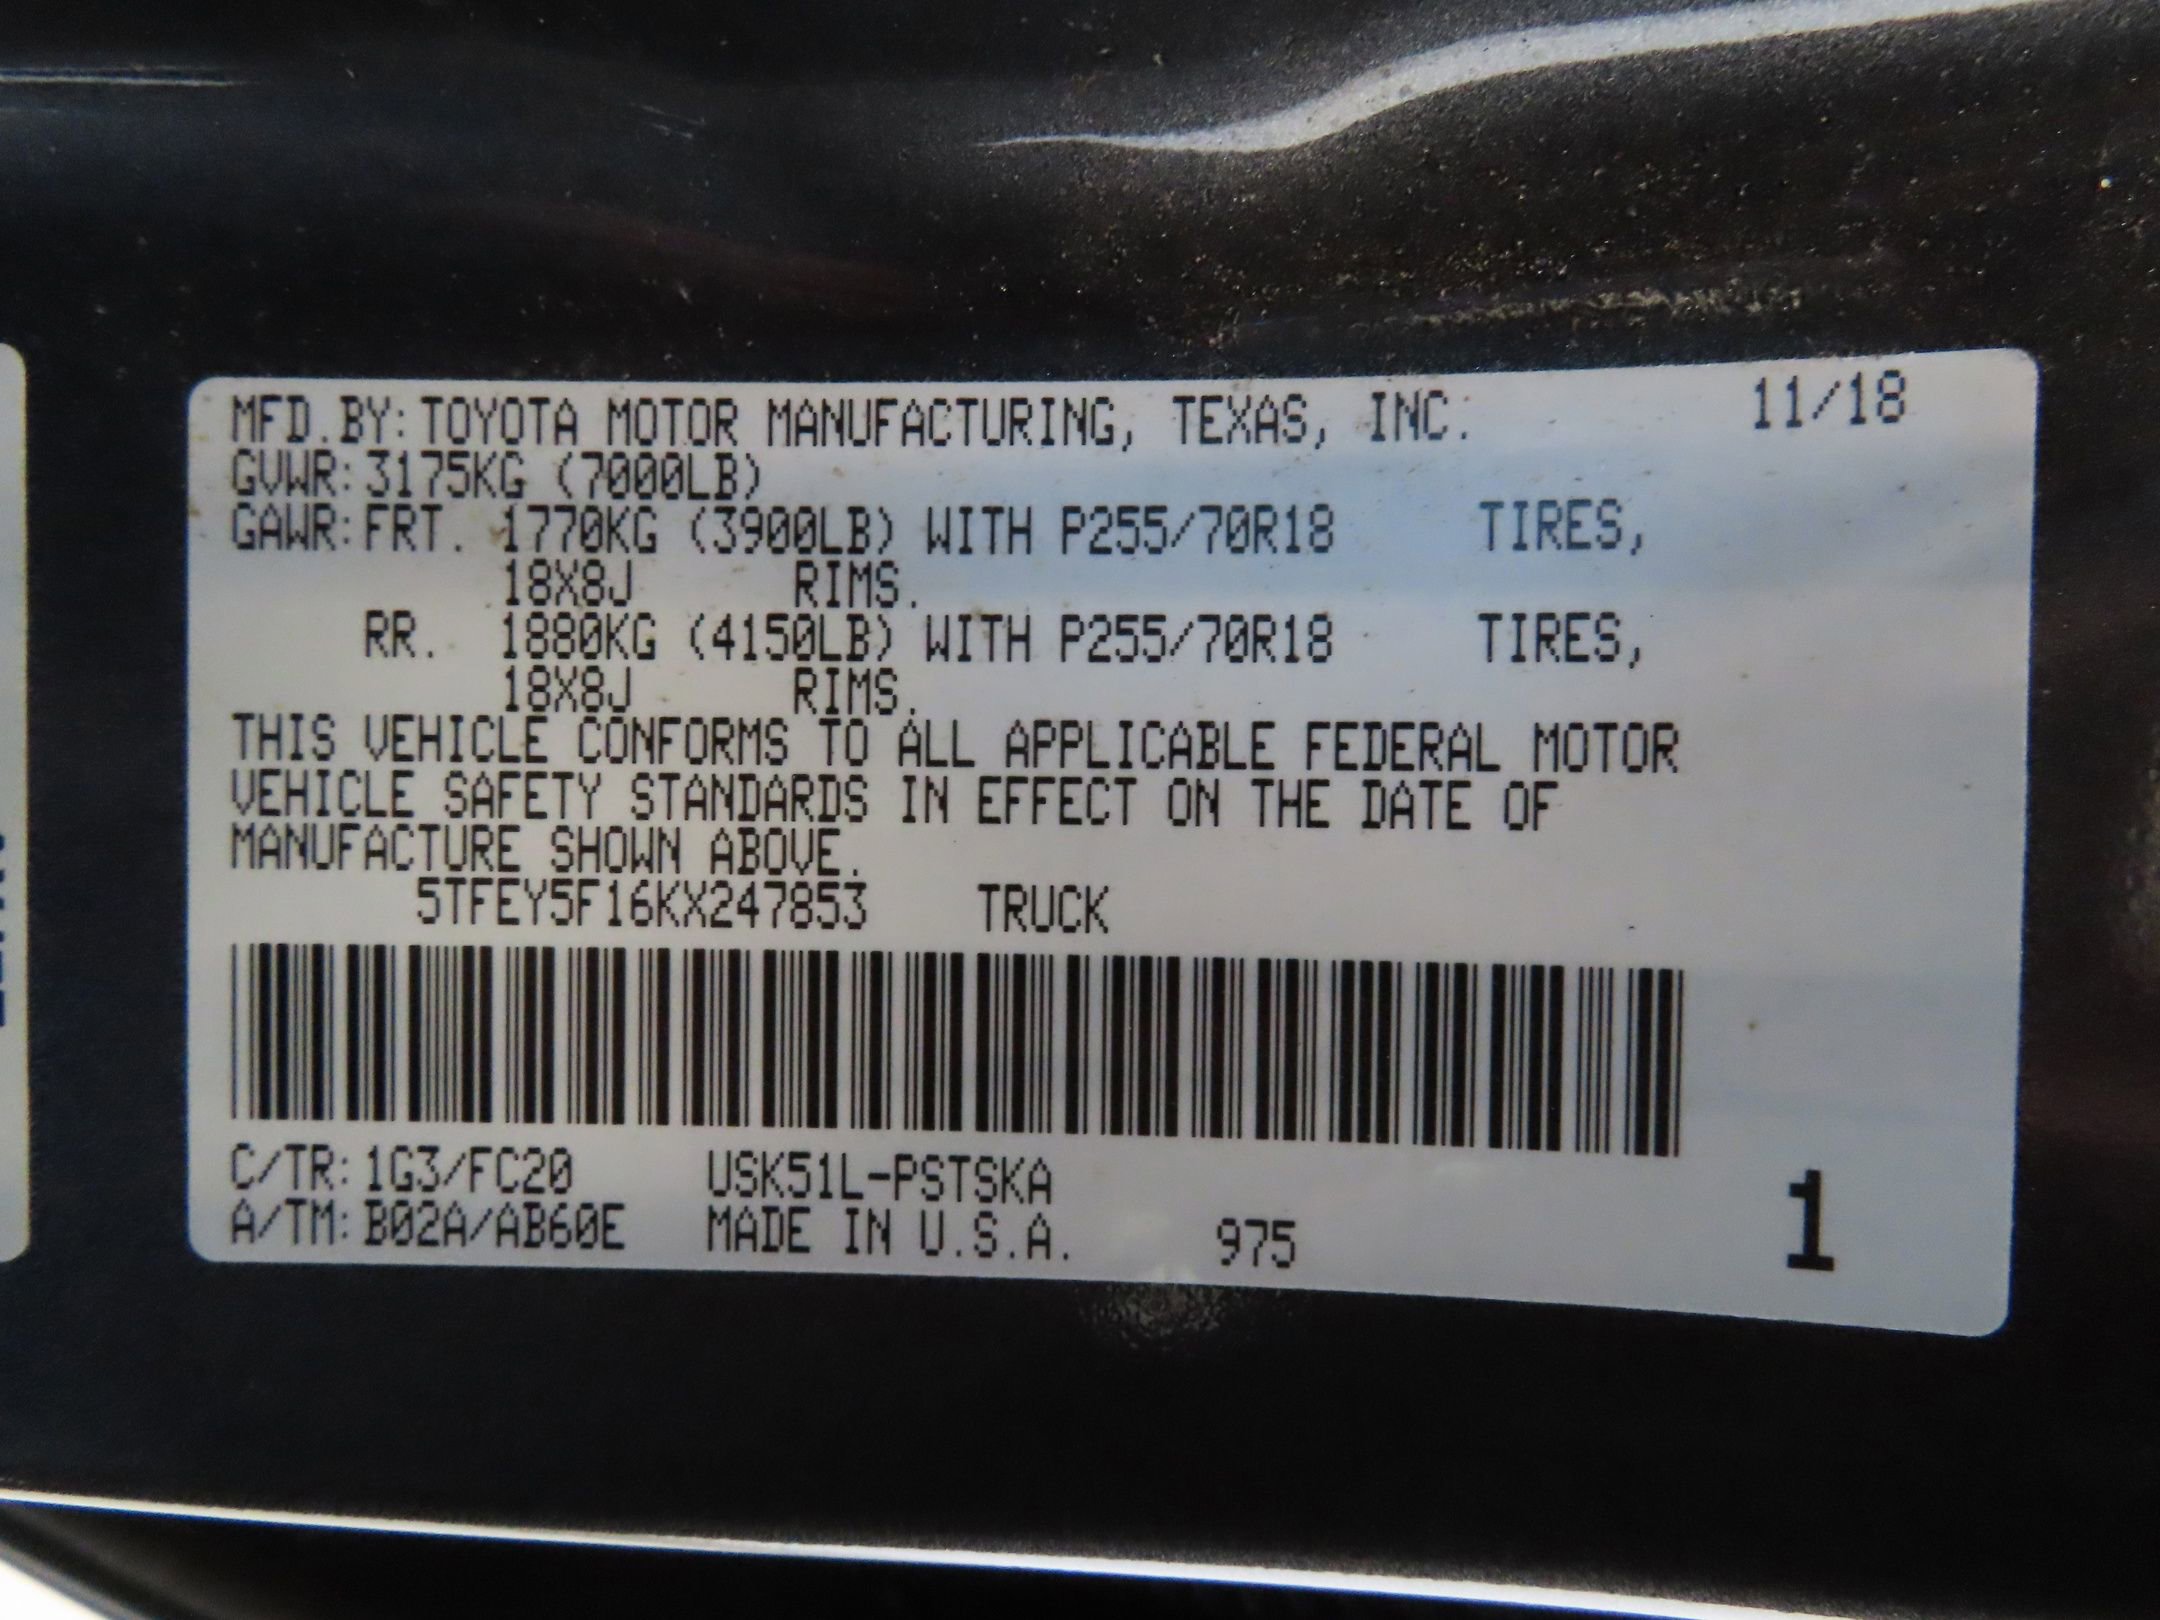 MFD.BY: TOYOTA MOTOR MANUFACTURING, TEXAS, INC. 11/18
GVWR: 3175KG (7000LB)
GAWR: FRT. 1770KG (3900LB) WITH P255/70R18 TIRES,
18X8J RIMS.
RR. 1880KG (4150LB) WITH P255/70R18 TIRES,
18X8J RIMS.
THIS VEHICLE CONFORMS TO ALL APPLICABLE FEDERAL MOTOR
VEHICLE SAFETY STANDARDS IN EFFECT ON THE DATE OF
MANUFACTURE SHOWN ABOVE.
5TFEY5F16KX247853 TRUCK
C/TR: 1G3/FC20 USK51L-PSTSKA
A/TM: B02A/AB60E MADE IN U.S.A. 975 1